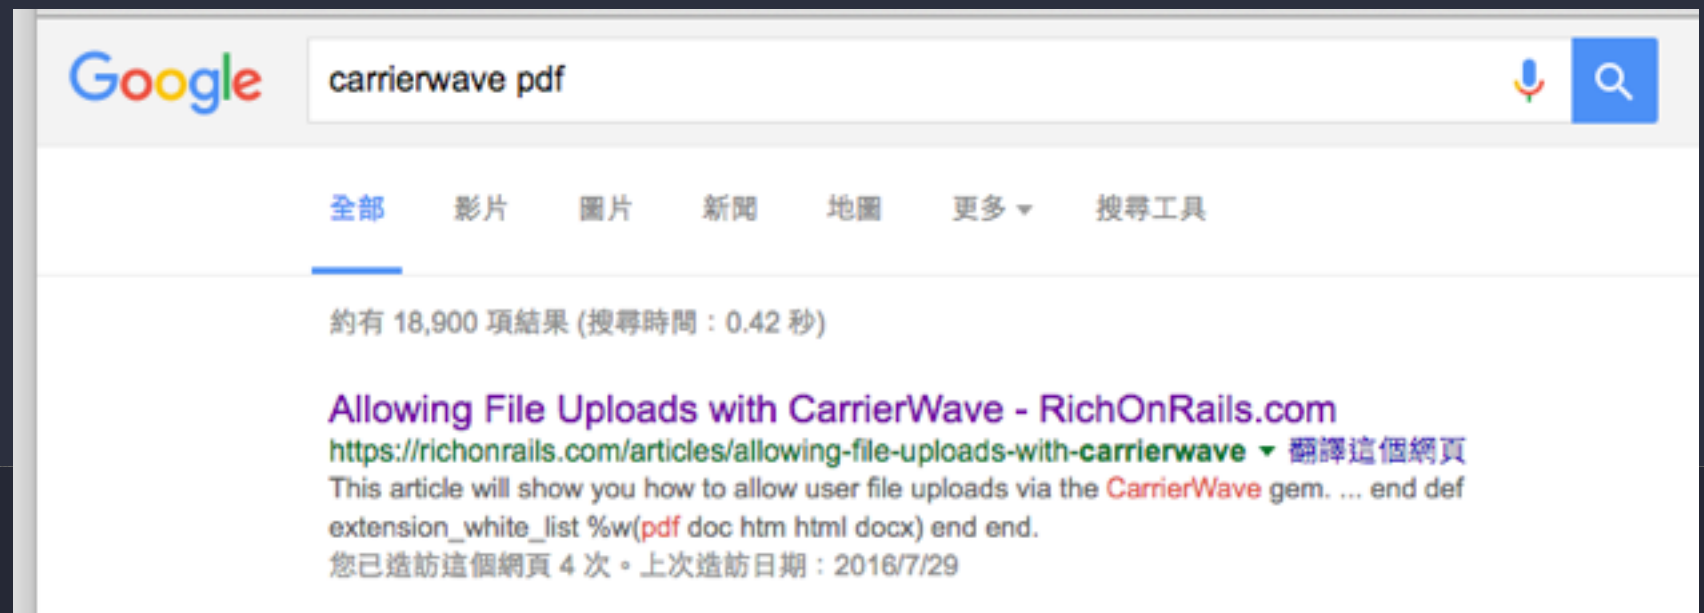 Google
carrierwave pdf
全部 影片 圖片 新聞 地圖 更多 搜尋工具
約有 18,900 項結果 (搜尋時間：0.42 秒)
Allowing File Uploads with CarrierWave - RichOnRails.com
https://richonrails.com/articles/allowing-file-uploads-with-carrierwave 翻譯這個網頁
This article will show you how to allow user file uploads via the CarrierWave gem. ... end def
extension_white_list %w(pdf doc htm html docx) end end.
您已造訪這個網頁 4 次。上次造訪日期：2016/7/29